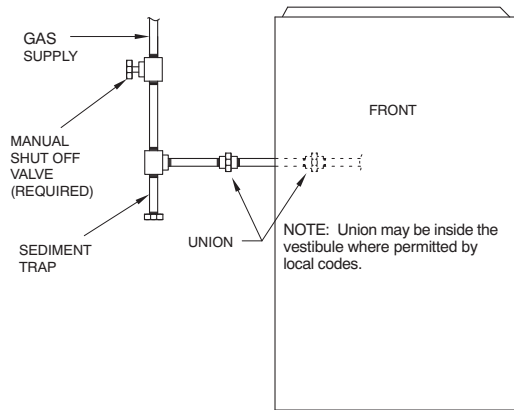 GAS
SUPPLY
FRONT
MANUAL
SHUT OFF
VALVE
(REQUIRED)
SEDIMENT
TRAP
UNION
NOTE: Union may be inside the
vestibule where permitted by
local codes.